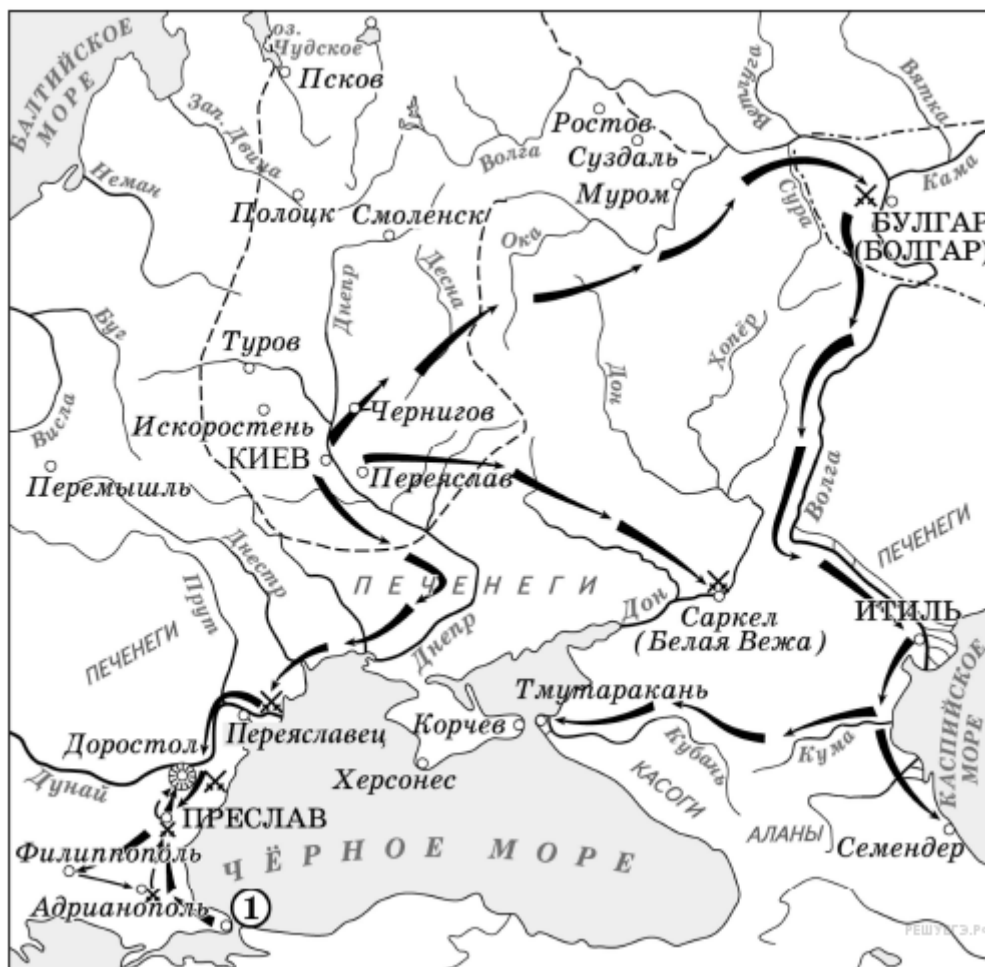 БАЛТИЙСКОЕ
МОРЕ
оз.
Чудское
Псков
Зап. Двина
Неман
Полоцк
Смоленск
Волга
Ростов
Суздаль
Муром
Ветлуга
Вятка
Кама
Сура
БУЛГАР
(БОЛГАР)
Ока
Десна
Днепр
Буг
Туров
Висла
Искоростень
Чернигов
КИЕВ
Переяслав
Перемышль
Дон
Хопёр
Волга
ПЕЧЕНЕГИ
Днестр
Прут
ПЕЧЕНЕГИ
ПЕЧЕНЕГИ
Днепр
Дон
Саркел
(Белая Вежа)
ИТИЛЬ
Тмутаракань
Корчев
Херсонес
Кубань
Кума
КАСОГИ
АЛАНЫ
Семендер
КАСПИЙСКОЕ
МОРЕ
Переяславец
Доростол
Дунай
ПРЕСЛАВ
Филиппополь
Адрианополь
1
ЧЁРНОЕ МОРЕ
РЕШУЕГЭ.РФ